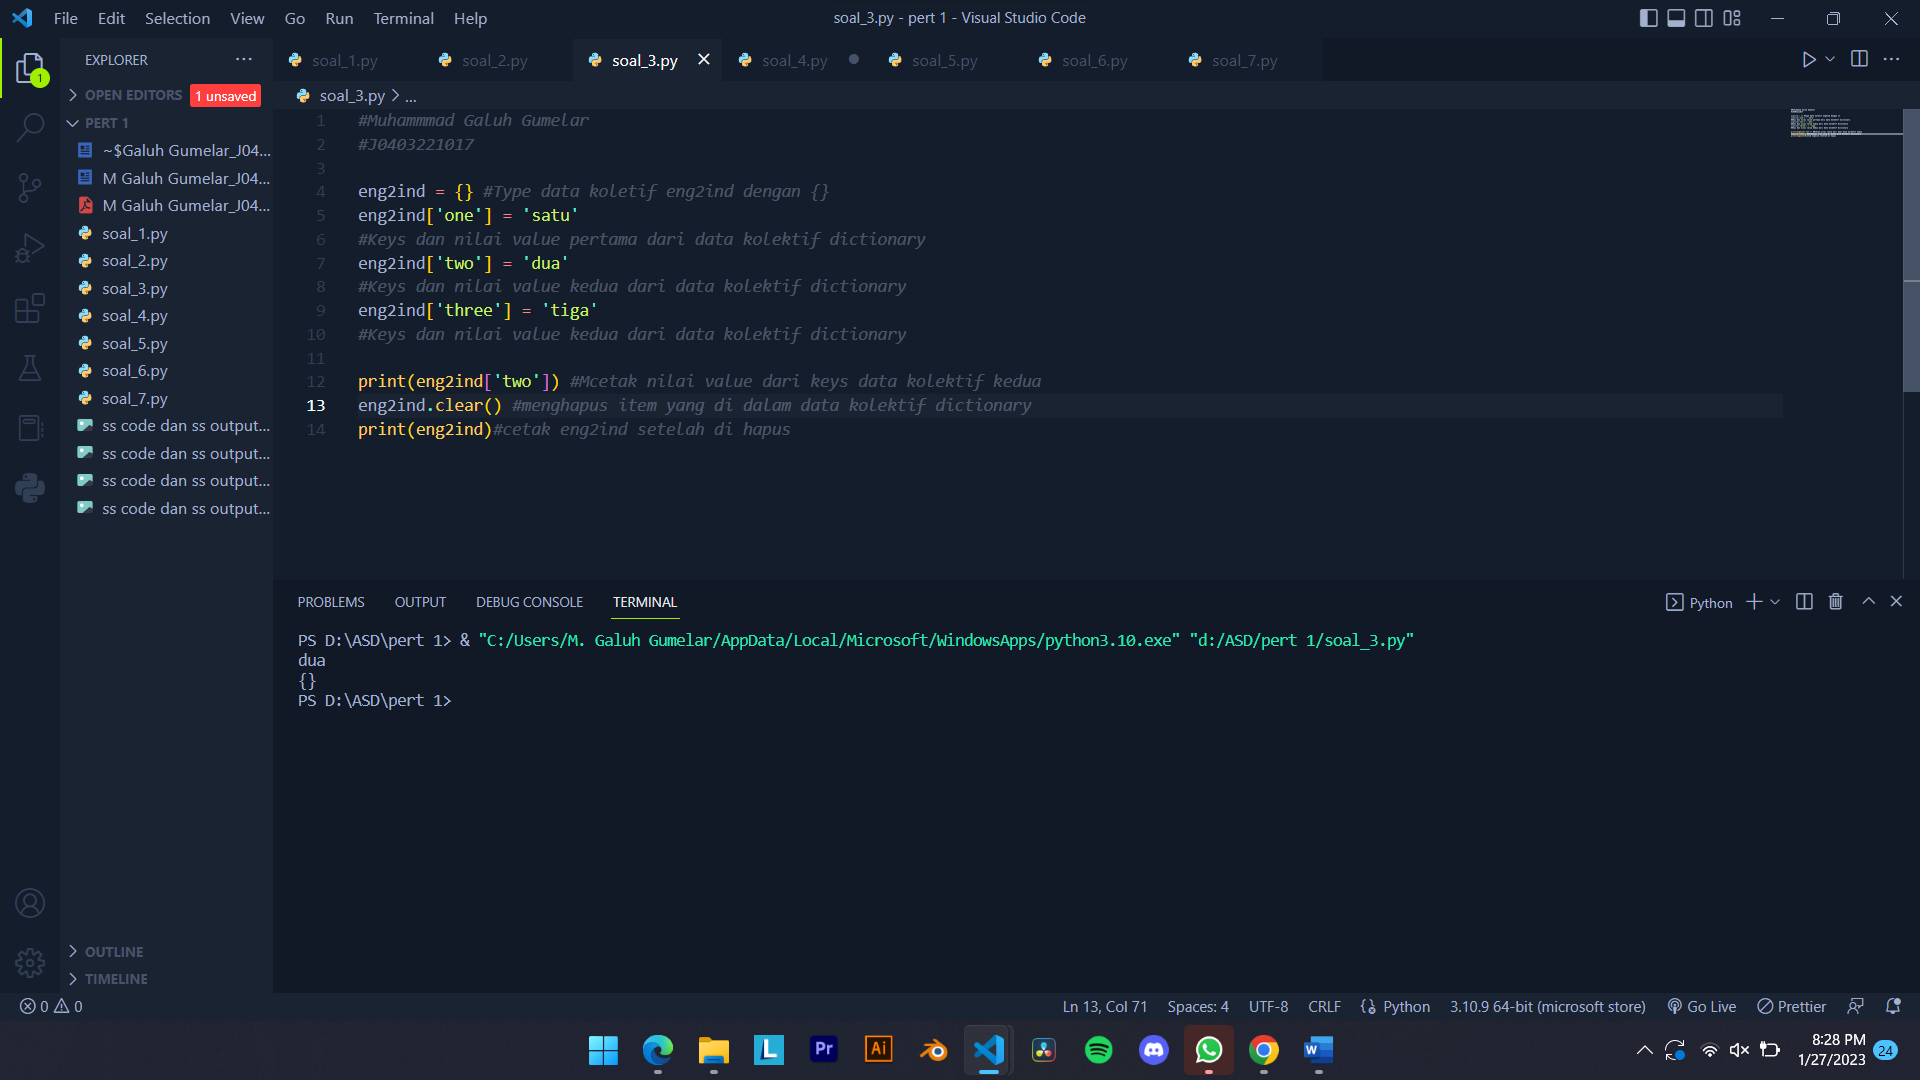 File Edit Selection View Go Run Terminal Help
soal_3.py - pert 1 - Visual Studio Code
1
EXPLORER
OPEN EDITORS 1 unsaved
PERT 1
~$Galuh Gumelar_J04...
M Galuh Gumelar_J04...
M Galuh Gumelar_J04...
soal_1.py
soal_2.py
soal_3.py
soal_4.py
soal_5.py
soal_6.py
soal_7.py
ss code dan ss output...
ss code dan ss output...
ss code dan ss output...
ss code dan ss output...
OUTLINE
TIMELINE
soal_1.py soal_2.py soal_3.py soal_4.py soal_5.py soal_6.py soal_7.py
soal_3.py > ...
1 #Muhammmad Galuh Gumelar
2 #J0403221017
3
4 eng2ind = {} #Type data koletif eng2ind dengan {}
5 eng2ind['one'] = 'satu'
6 #Keys dan nilai value pertama dari data kolektif dictionary
7 eng2ind['two'] = 'dua'
8 #Keys dan nilai value kedua dari data kolektif dictionary
9 eng2ind['three'] = 'tiga'
10 #Keys dan nilai value kedua dari data kolektif dictionary
11
12 print(eng2ind['two']) #Mcetak nilai value dari keys data kolektif kedua
13 eng2ind.clear() #menghapus item yang di dalam data kolektif dictionary
14 print(eng2ind)#cetak eng2ind setelah di hapus
PROBLEMS OUTPUT DEBUG CONSOLE TERMINAL
Python
PS D:\ASD\pert 1> & "C:/Users/M. Galuh Gumelar/AppData/Local/Microsoft/WindowsApps/python3.10.exe" "d:/ASD/pert 1/soal_3.py"
dua
{}
PS D:\ASD\pert 1>
0 0
Ln 13, Col 71 Spaces: 4 UTF-8 CRLF Python 3.10.9 64-bit (microsoft store) Go Live Prettier
L Pr Ai W
8:28 PM
1/27/2023
24